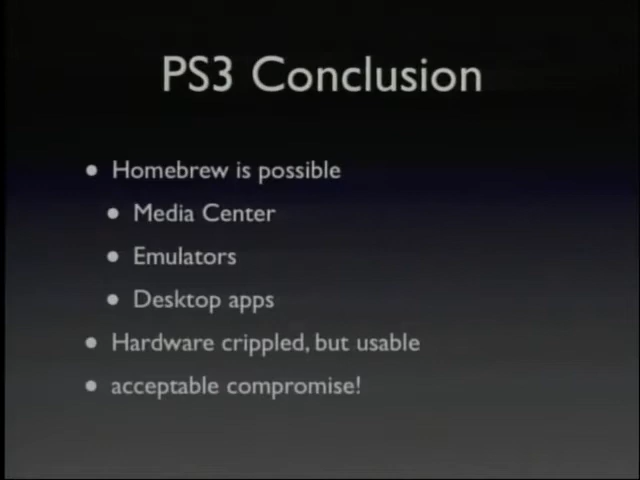 PS3 Conclusion
• Homebrew is possible
• Media Center
• Emulators
• Desktop apps
• Hardware crippled, but usable
• acceptable compromise!